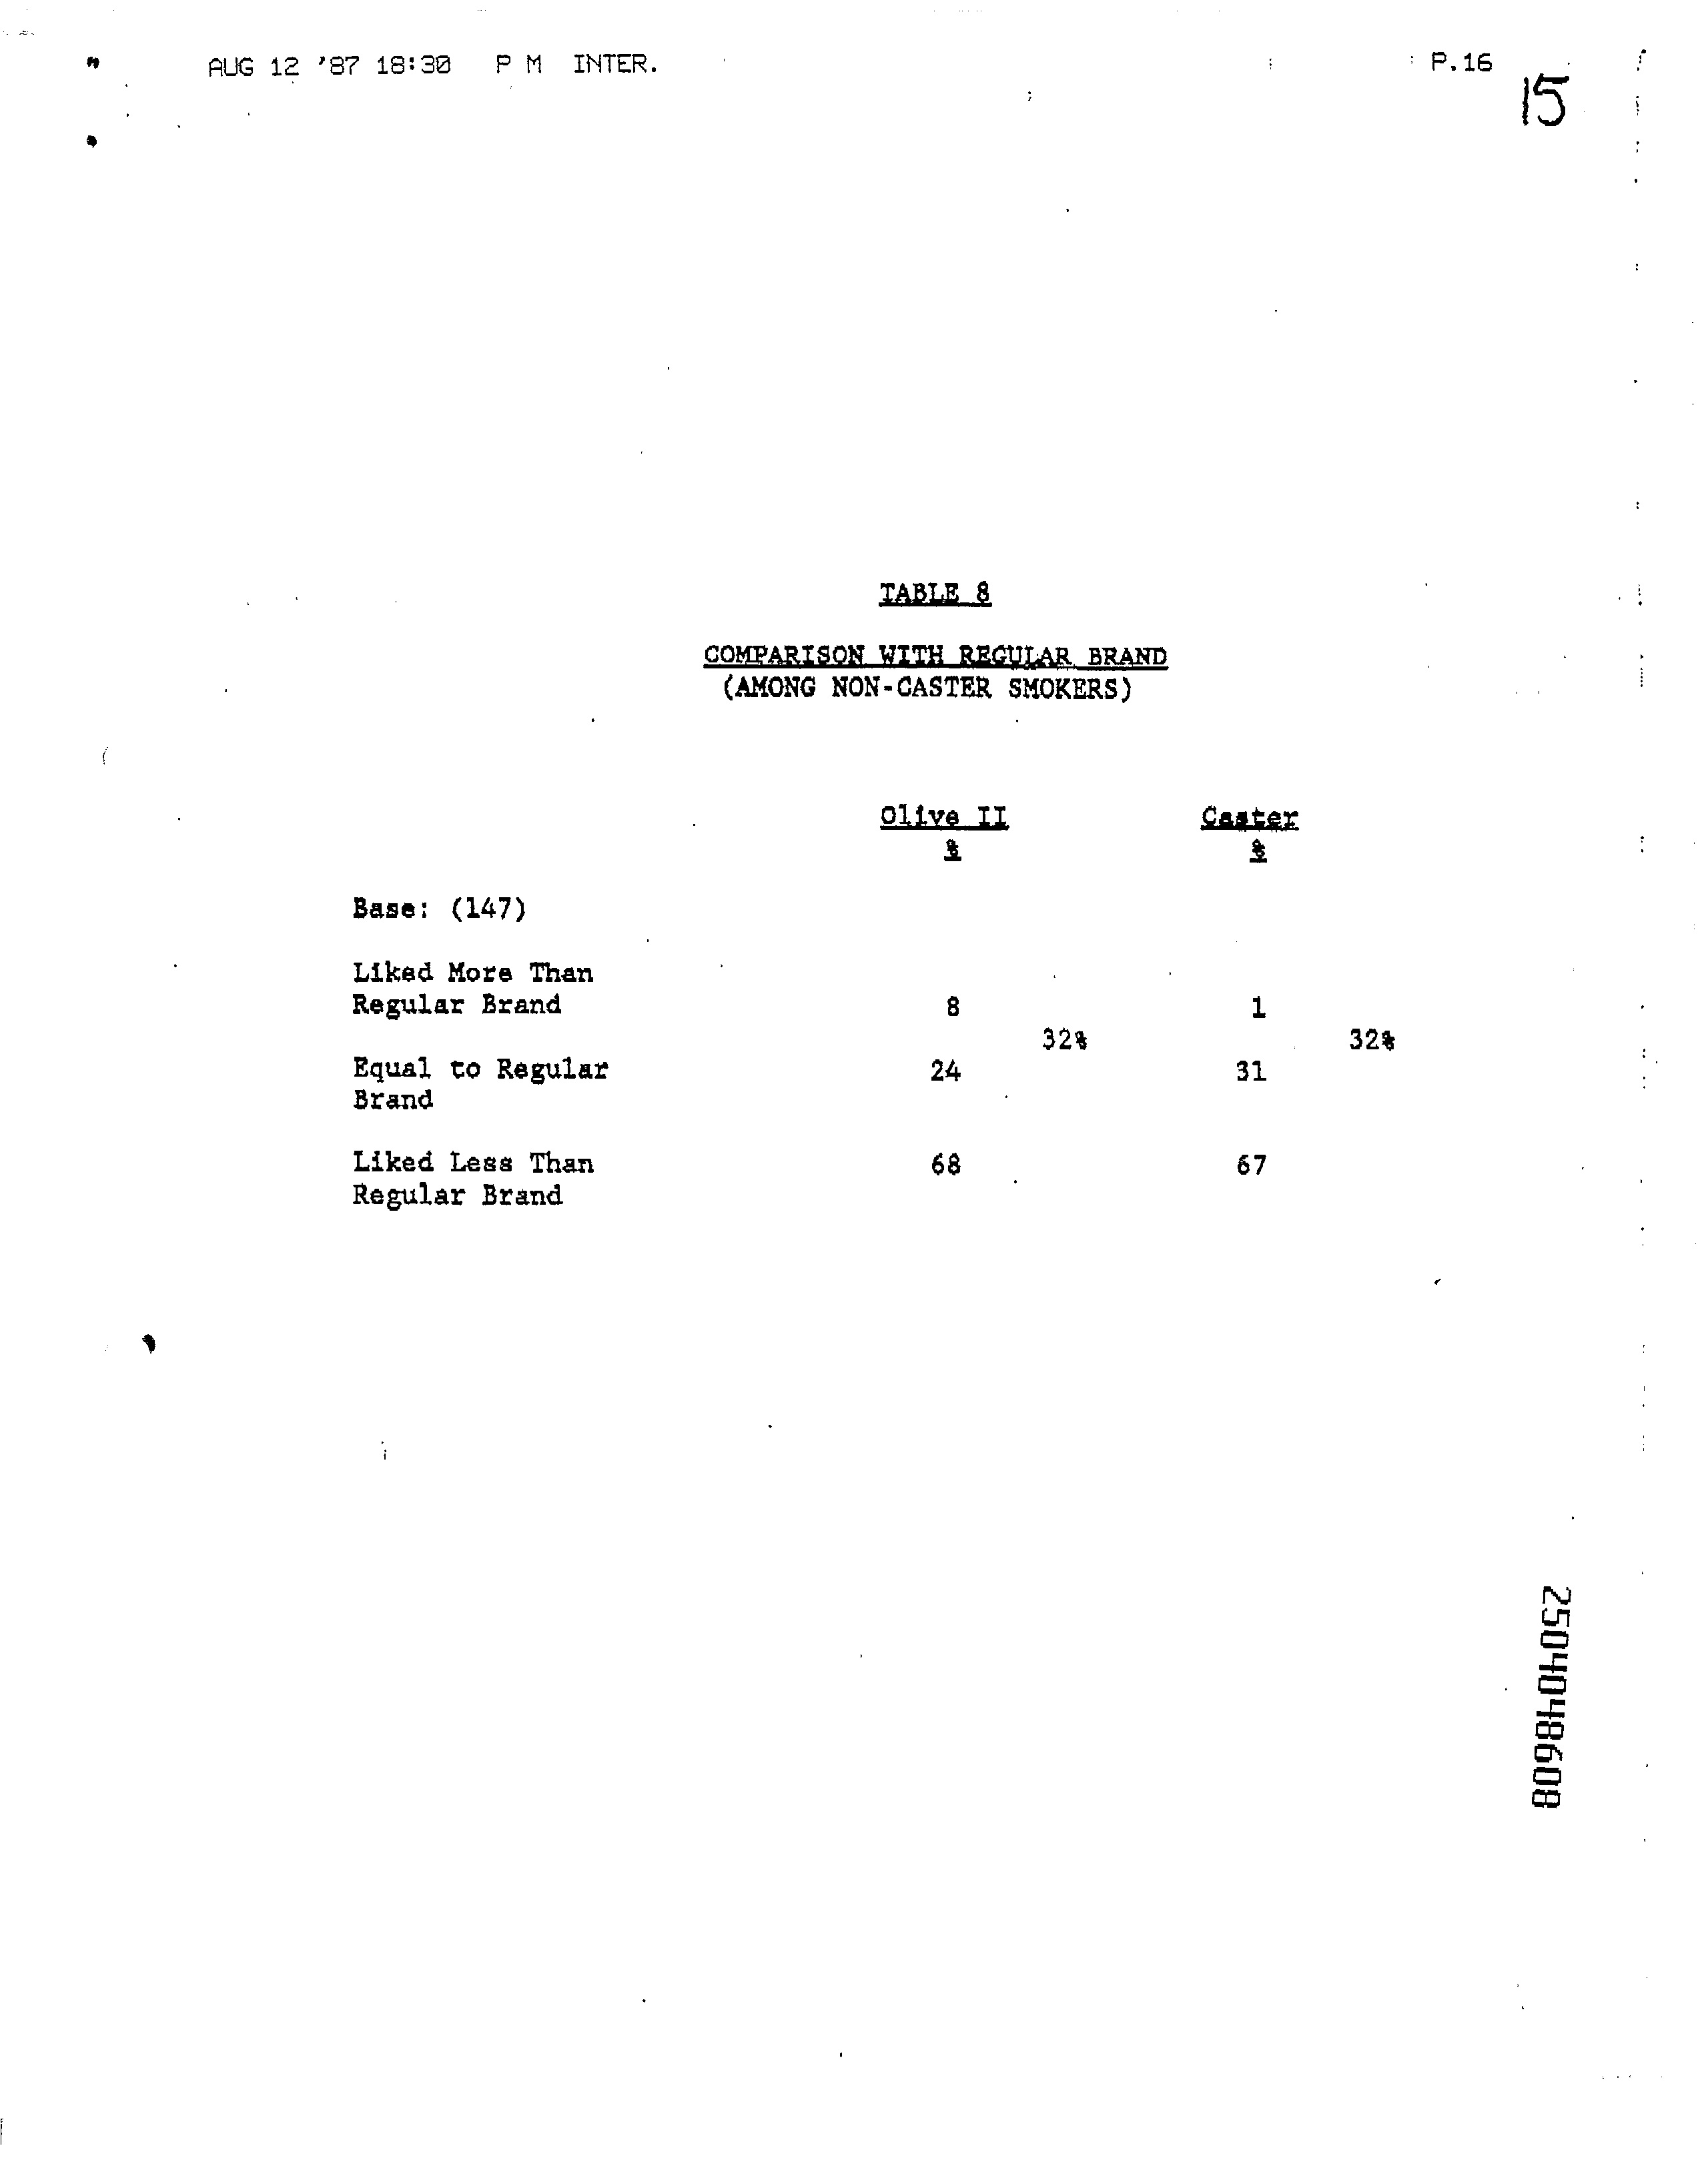 AUG 12 '87 18:30 P M INTER. P.16
15
TABLE 8
COMPARISON WITH REGULAR BRAND
(AMONG NON-CASTER SMOKERS)
Olive II Caster
% %
Base: (147)
Liked More Than
Regular Brand 8 1
32% 32%
Equal to Regular 24 31
Brand
Liked Less Than 68 67
Regular Brand
2504048608